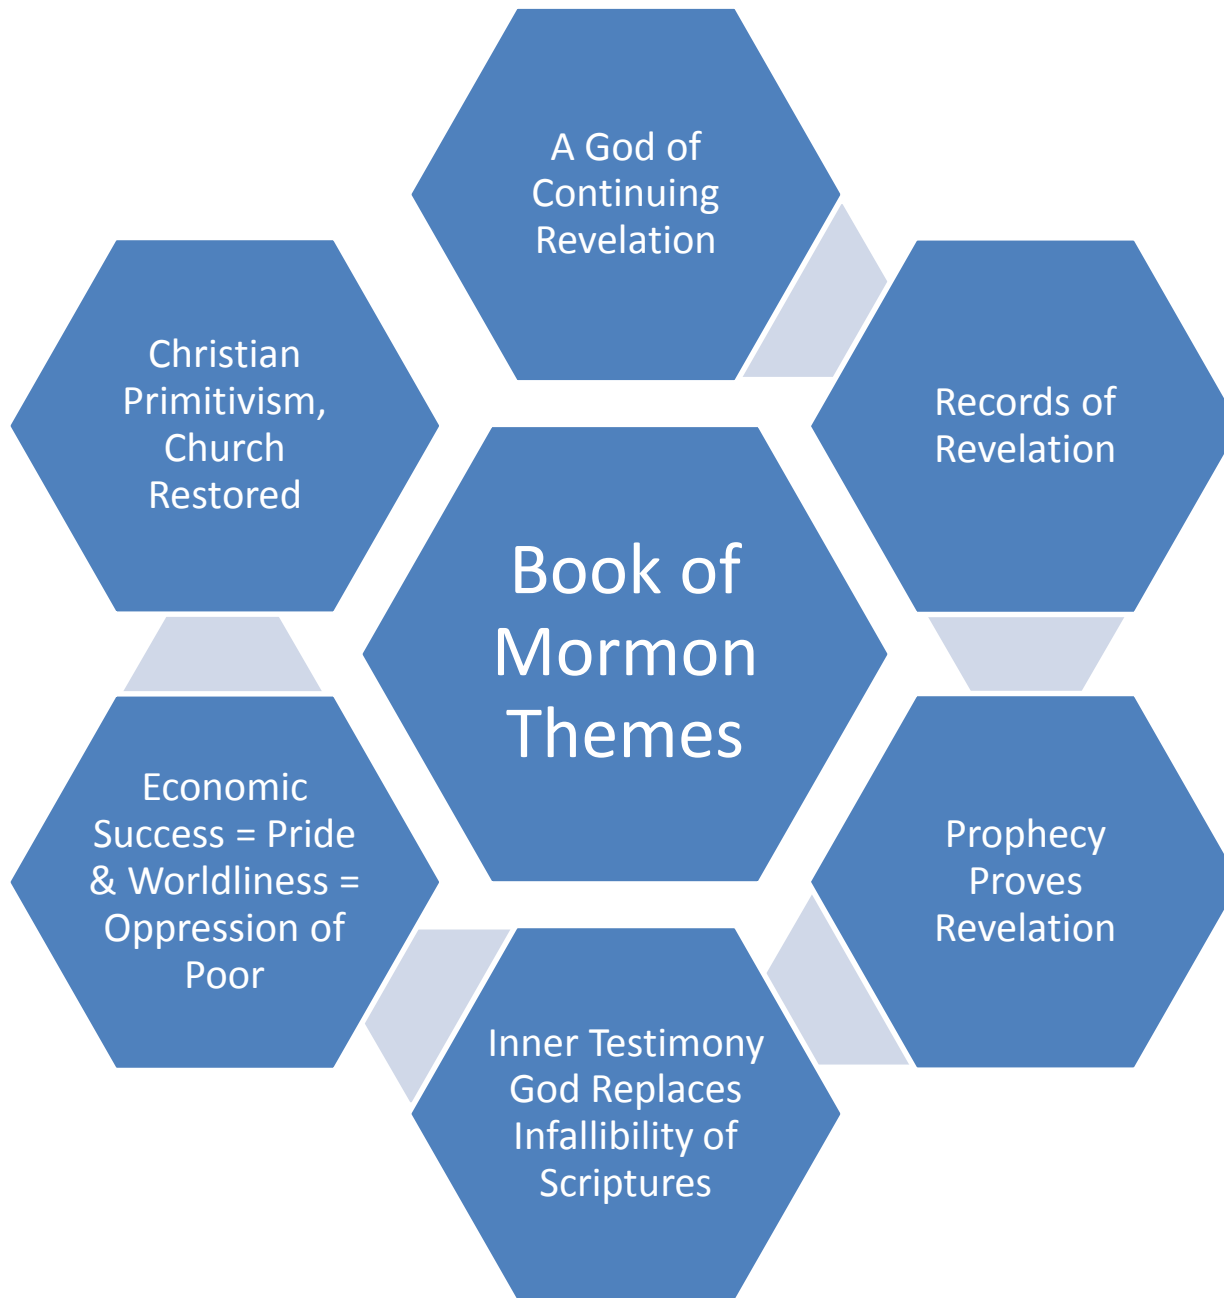 A God of
Continuing
Revelation
Records of
Revelation
Prophecy
Proves
Revelation
Inner Testimony
God Replaces
Infallibility of
Scriptures
Economic
Success = Pride
& Worldliness =
Oppression of
Poor
Christian
Primitivism,
Church
Restored
Book of
Mormon
Themes